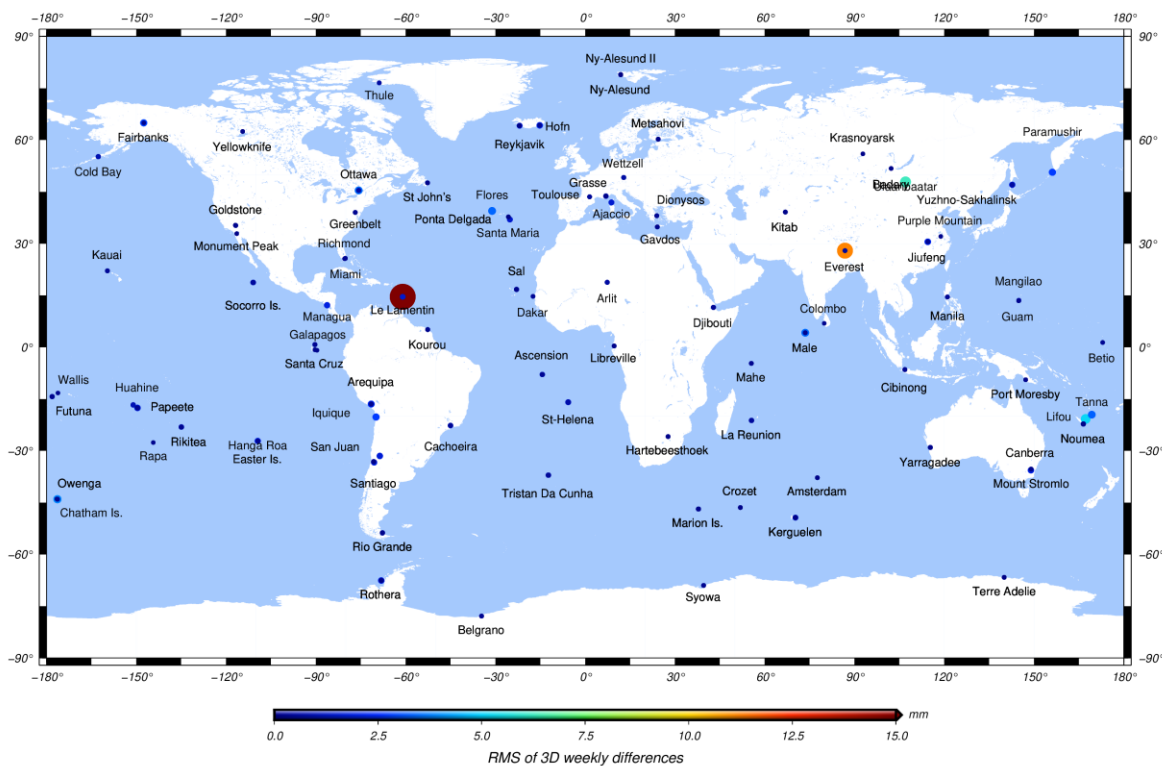 −180° −150° −120° −90° −60° −30° 0° 30° 60° 90° 120° 150° 180°
90° 90°
Ny-Alesund II
Thule
Ny-Alesund
Metsahovi
Hofn
Paramushir
Fairbanks
Krasnoyarsk
60° 60°
Yellowknife
Reykjavik
Wettzell
Cold Bay
Ottawa
Grasse
Badary
Ulaanbaatar
St John's
Flores
Toulouse
Dionysos
Yuzhno-Sakhalinsk
Goldstone
Greenbelt
Ponta Delgada
Ajaccio
Kitab
Purple Mountain
Santa Maria
Monument Peak
Richmond
Gavdos
30° 30°
Kauai
Jiufeng
Miami
Everest
Sal
Mangilao
Socorro Is.
Le Lamentin
Arlit
Colombo
Managua
Dakar
Djibouti
Manila
Guam
Galapagos
Kourou
Male
0° 0°
Santa Cruz
Ascension
Libreville
Betio
Wallis
Huahine
Arequipa
Mahe
Cibinong
Port Moresby
Tanna
Futuna
Papeete
Iquique
St-Helena
Lifou
Rikitea
Hanga Roa
San Juan
Cachoeira
Hartebeesthoek
La Reunion
Noumea
−30° −30°
Rapa
Easter Is.
Canberra
Yarragadee
Owenga
Santiago
Tristan Da Cunha
Crozet
Amsterdam
Mount Stromlo
Chatham Is.
Marion Is.
Kerguelen
Rio Grande
−60° −60°
Rothera
Syowa
Terre Adelie
Belgrano
−90° −90°
−180° −150° −120° −90° −60° −30° 0° 30° 60° 90° 120° 150° 180°
mm
0.0 2.5 5.0 7.5 10.0 12.5 15.0
RMS of 3D weekly differences